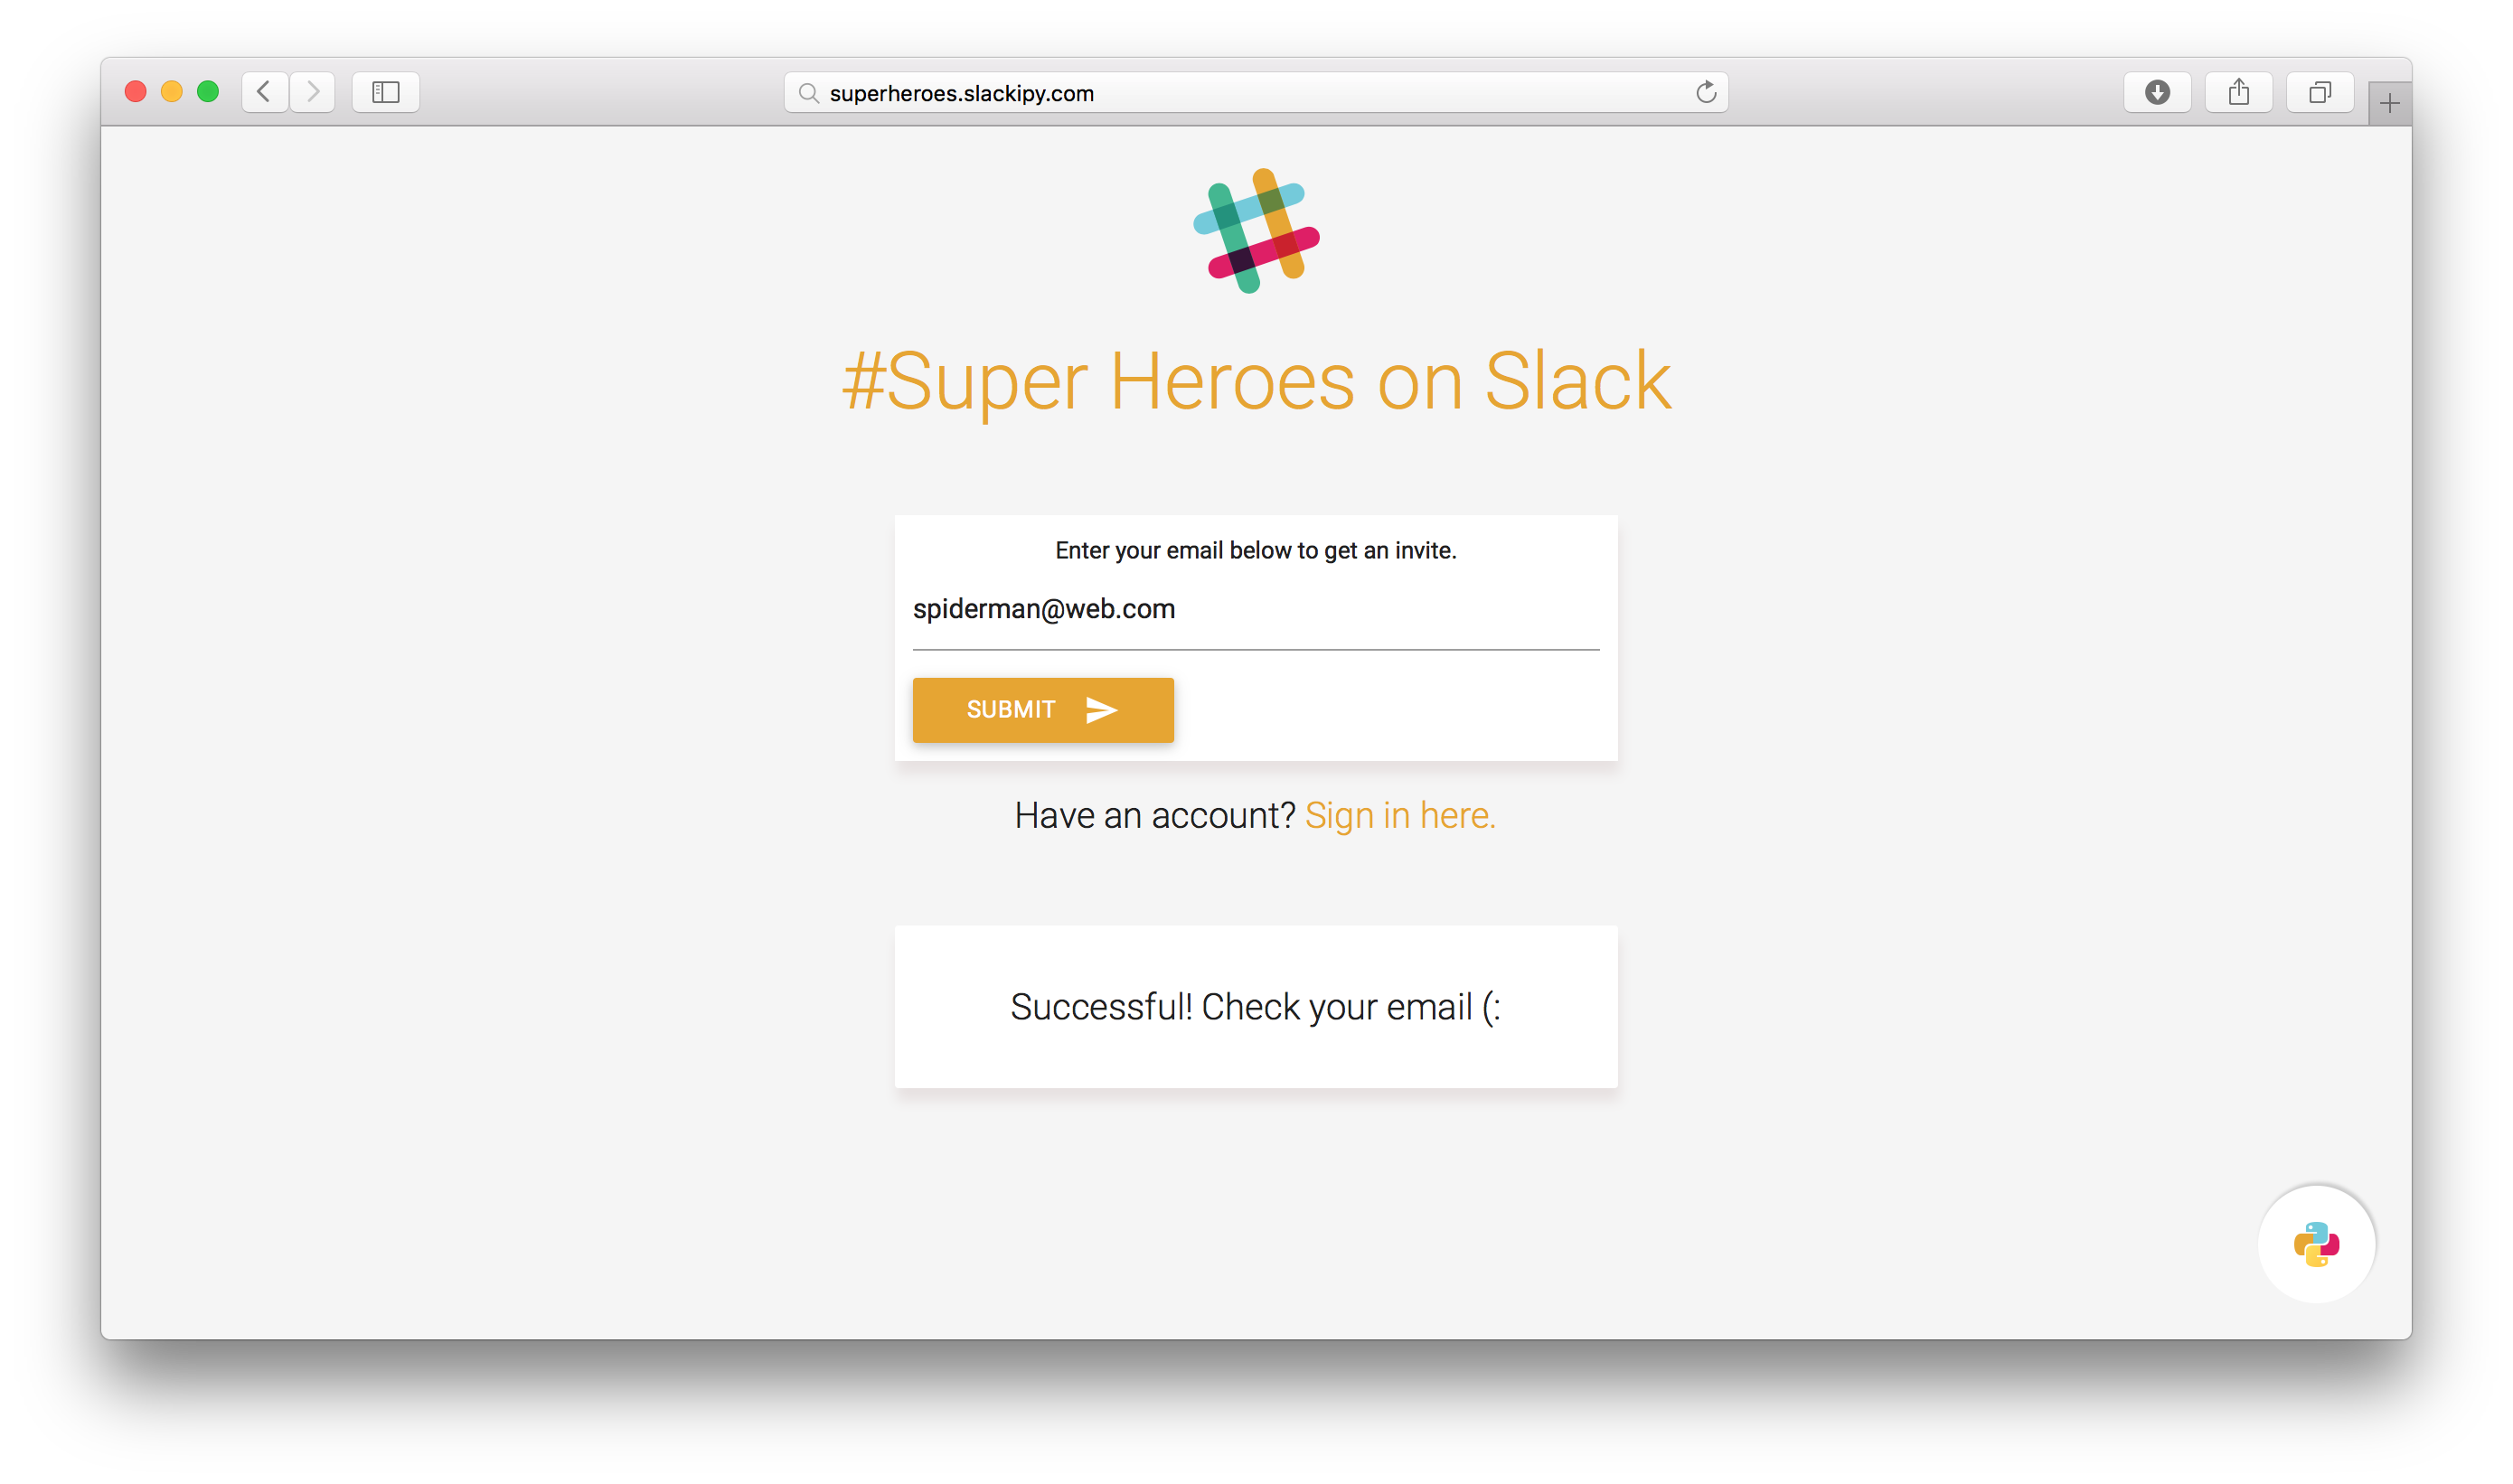 superheroes.slackipy.com
#Super Heroes on Slack
Enter your email below to get an invite.
spiderman@web.com
SUBMIT
Have an account? Sign in here.
Successful! Check your email (: